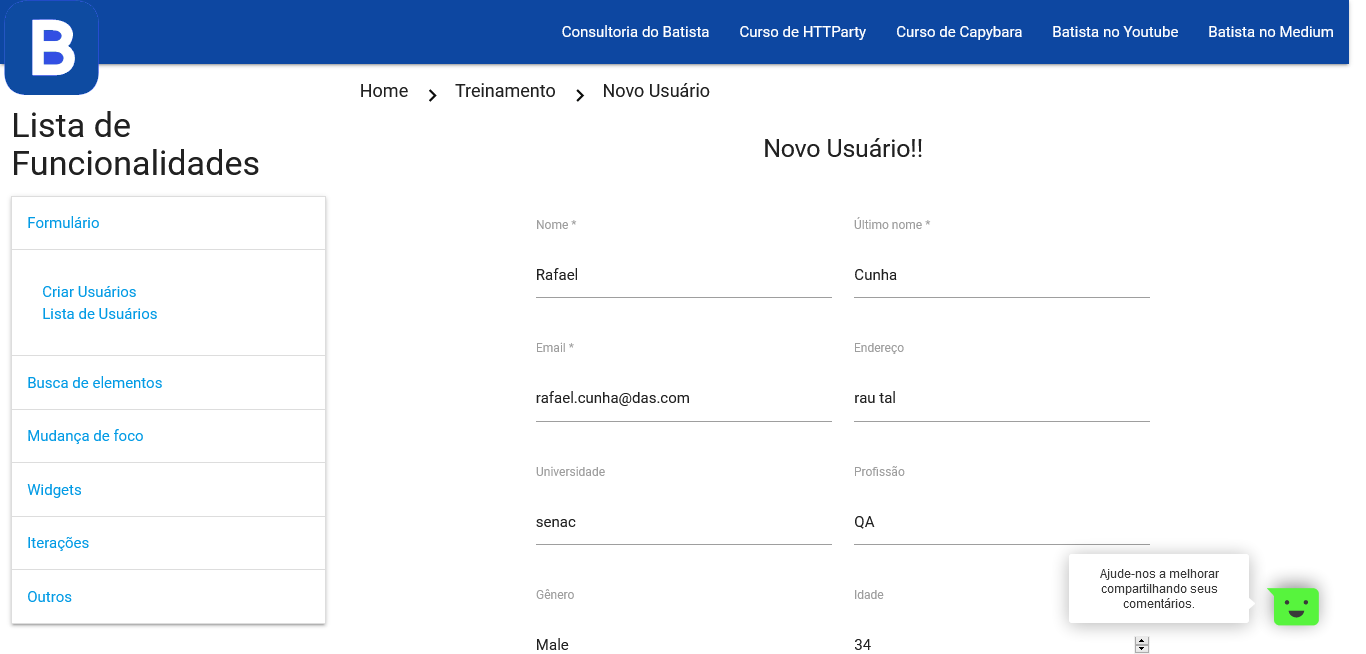 B
Consultoria do Batista Curso de HTTParty Curso de Capybara Batista no Youtube Batista no Medium
Home Treinamento Novo Usuário
Lista de
Funcionalidades
Formulário
Criar Usuários
Lista de Usuários
Busca de elementos
Mudança de foco
Widgets
Iterações
Outros
Novo Usuário!!
Nome * Último nome *
Rafael Cunha
Email * Endereço
rafael.cunha@das.com rau tal
Universidade Profissão
senac QA
Gênero Idade
Male 34
Ajude-nos a melhorar
compartilhando seus
comentários.